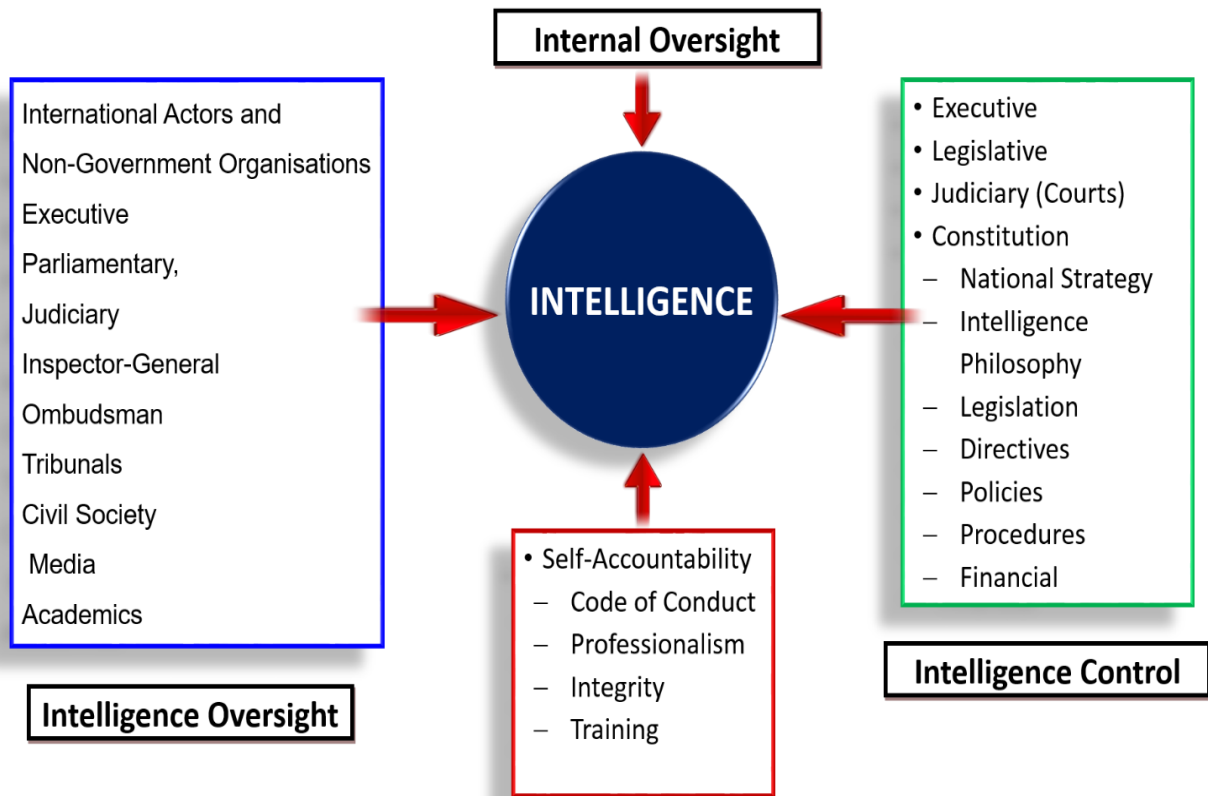 Internal Oversight
International Actors and
Non-Government Organisations
Executive
Parliamentary,
Judiciary
Inspector-General
Ombudsman
Tribunals
Civil Society
Media
Academics
Intelligence Oversight
INTELLIGENCE
• Self-Accountability
– Code of Conduct
– Professionalism
– Integrity
– Training
• Executive
• Legislative
• Judiciary (Courts)
• Constitution
– National Strategy
– Intelligence
Philosophy
– Legislation
– Directives
– Policies
– Procedures
– Financial
Intelligence Control